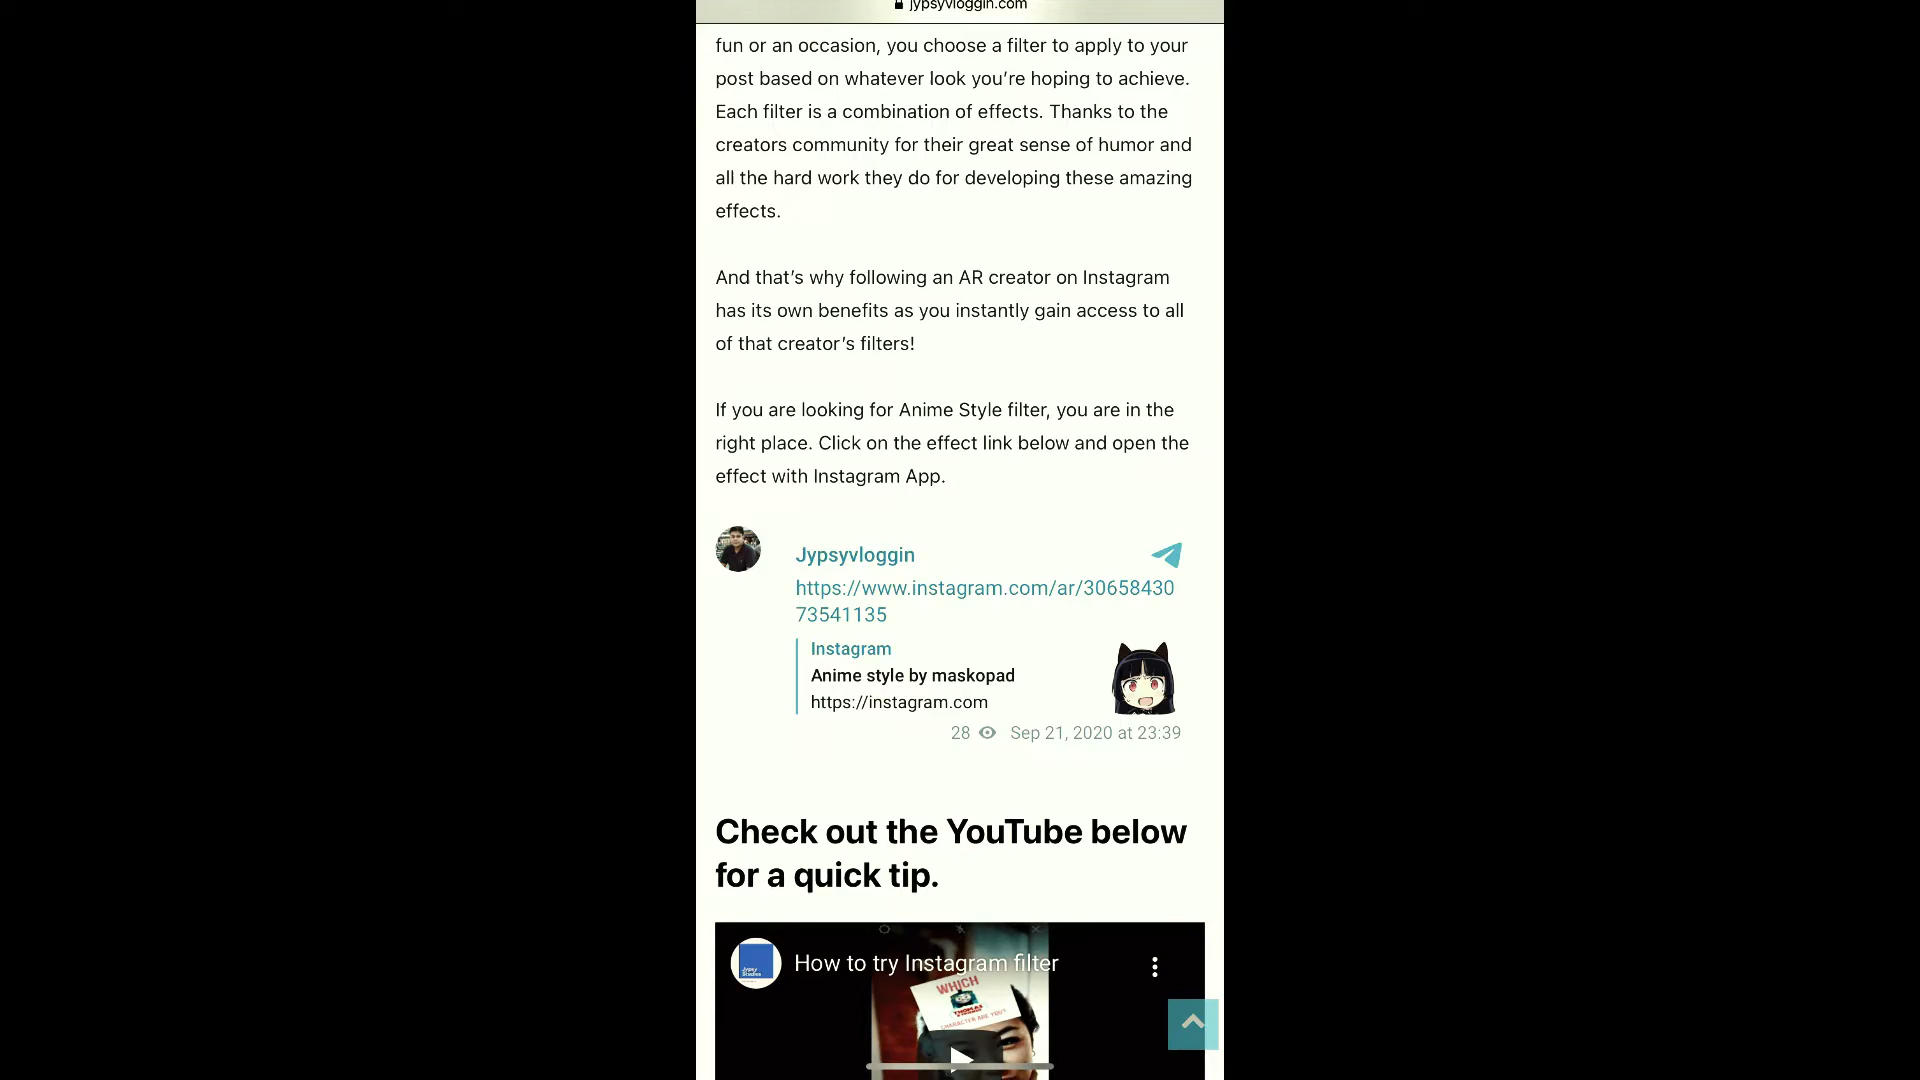 jypsyvloggin.com
fun or an occasion, you choose a filter to apply to your
post based on whatever look you’re hoping to achieve.
Each filter is a combination of effects. Thanks to the
creators community for their great sense of humor and
all the hard work they do for developing these amazing
effects.
And that’s why following an AR creator on Instagram
has its own benefits as you instantly gain access to all
of that creator’s filters!
If you are looking for Anime Style filter, you are in the
right place. Click on the effect link below and open the
effect with Instagram App.
Jypsyvloggin
https://www.instagram.com/ar/30658430
73541135
Instagram
Anime style by maskopad
https://instagram.com
28 Sep 21, 2020 at 23:39
Check out the YouTube below
for a quick tip.
Jypsy
Studios
How to try Instagram filter
WHICH
THOMAS
CHARACTER ARE YOU?